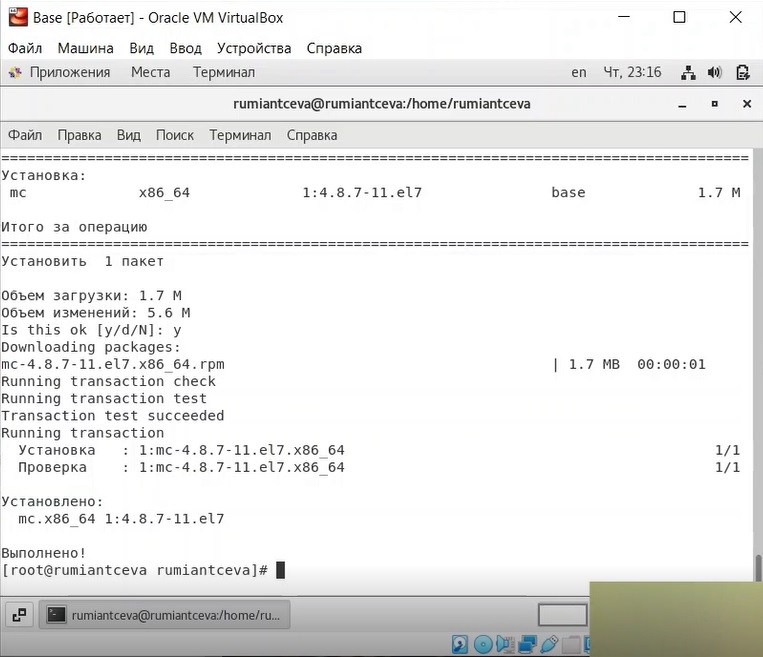 Base [Работает] - Oracle VM VirtualBox
Файл Машина Вид Ввод Устройства Справка
Приложения Места Терминал en Чт, 23:16
rumiantceva@rumiantceva:/home/rumiantceva
Файл Правка Вид Поиск Терминал Справка
================================================================================
Установка:
mc x86_64 1:4.8.7-11.el7 base 1.7 M
Итого за операцию
================================================================================
Установить 1 пакет
Объем загрузки: 1.7 M
Объем изменений: 5.6 M
Is this ok [y/d/N]: y
Downloading packages:
mc-4.8.7-11.el7.x86_64.rpm | 1.7 MB 00:00:01
Running transaction check
Running transaction test
Transaction test succeeded
Running transaction
Установка : 1:mc-4.8.7-11.el7.x86_64 1/1
Проверка : 1:mc-4.8.7-11.el7.x86_64 1/1
Установлено:
mc.x86_64 1:4.8.7-11.el7
Выполнено!
[root@rumiantceva rumiantceva]#
rumiantceva@rumiantceva:/home/ru...